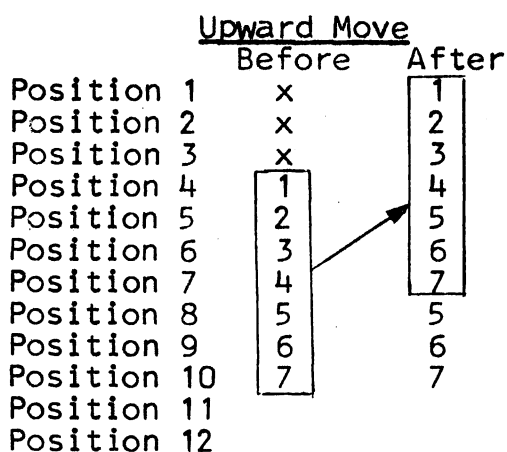 Upward Move
Before After
Position 1 x 1
Position 2 x 2
Position 3 x 3
Position 4 1 4
Position 5 2 5
Position 6 3 6
Position 7 4 7
Position 8 5 5
Position 9 6 6
Position 10 7 7
Position 11
Position 12